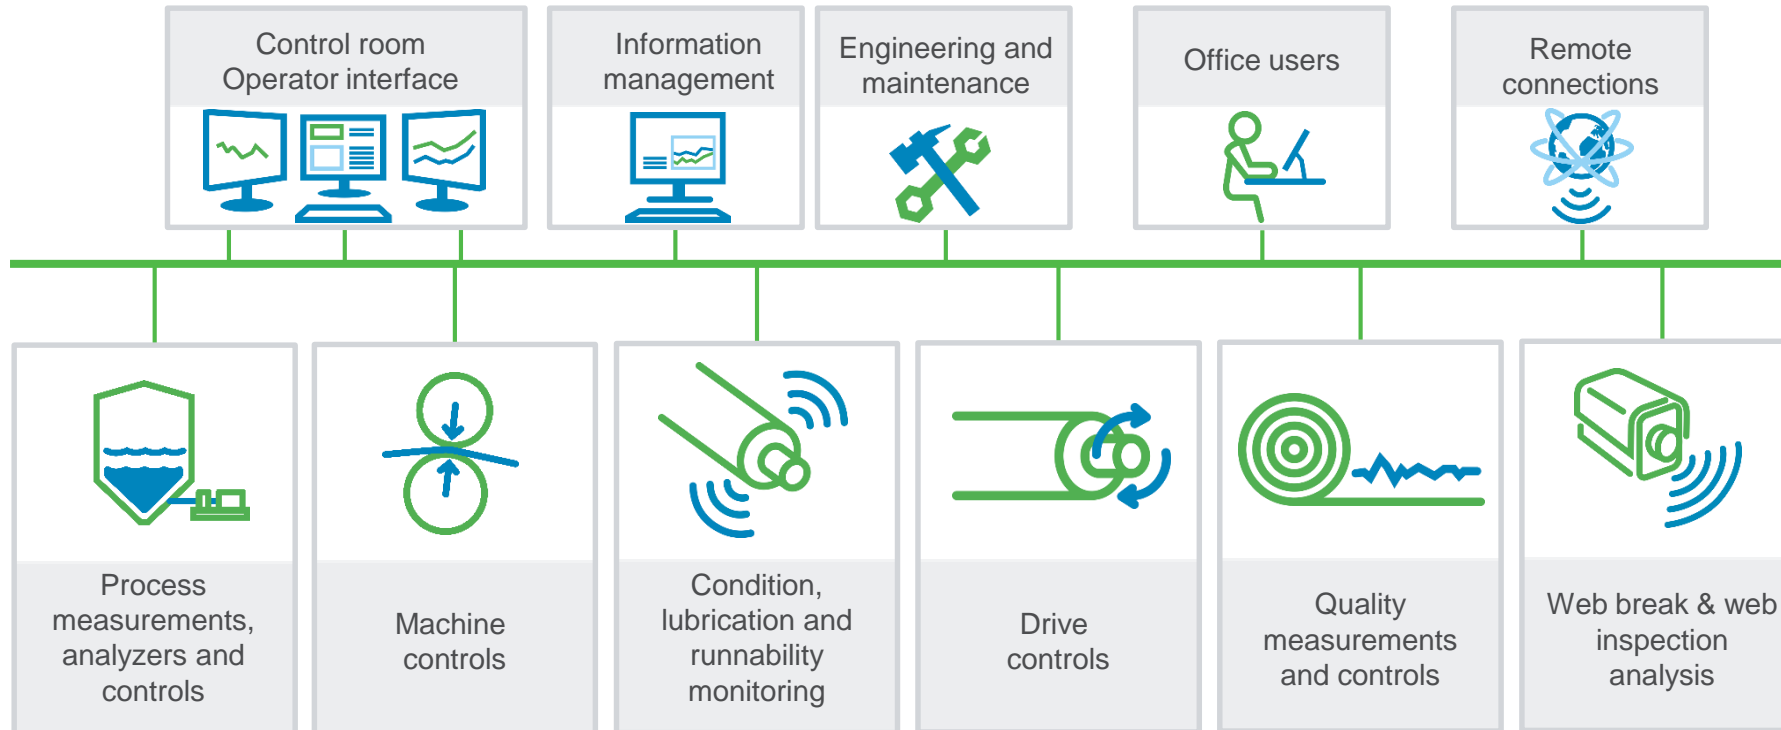 Control room
Operator interface
Information
management
Engineering and
maintenance
Office users
Remote
connections
Process
measurements,
analyzers and
controls
Machine
controls
Condition,
lubrication and
runnability
monitoring
Drive
controls
Quality
measurements
and controls
Web break & web
inspection
analysis